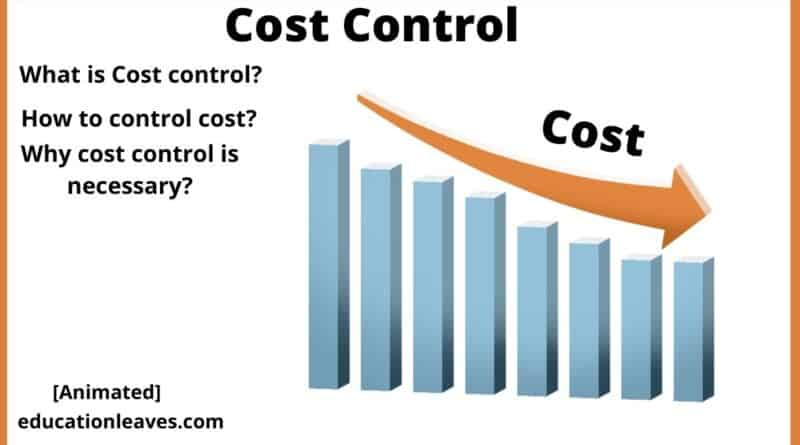 Cost Control
What is Cost control?
How to control cost?
Why cost control is
necessary?
Cost
[Animated]
educationleaves.com